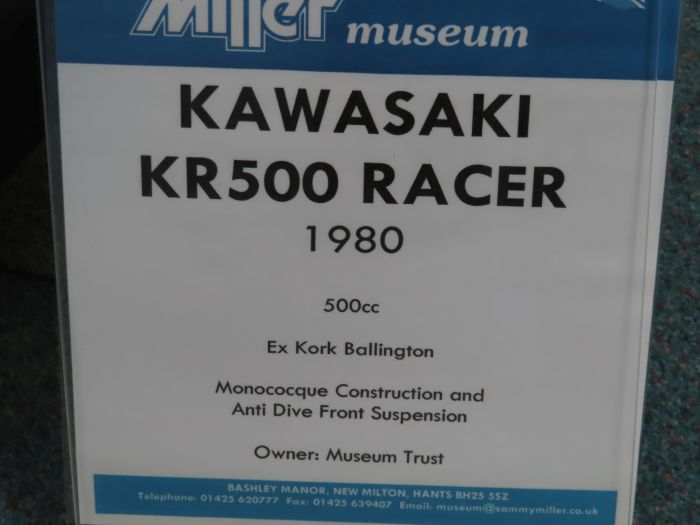 Miller museum
KAWASAKI
KR500 RACER
1980
500cc
Ex Kork Ballington
Monococque Construction and
Anti Dive Front Suspension
Owner: Museum Trust
BASHLEY MANOR, NEW MILTON, HANTS BH25 5SZ
Telephone: 01425 620777 Fax: 01425 639407 Email: museum@sammymiller.co.uk